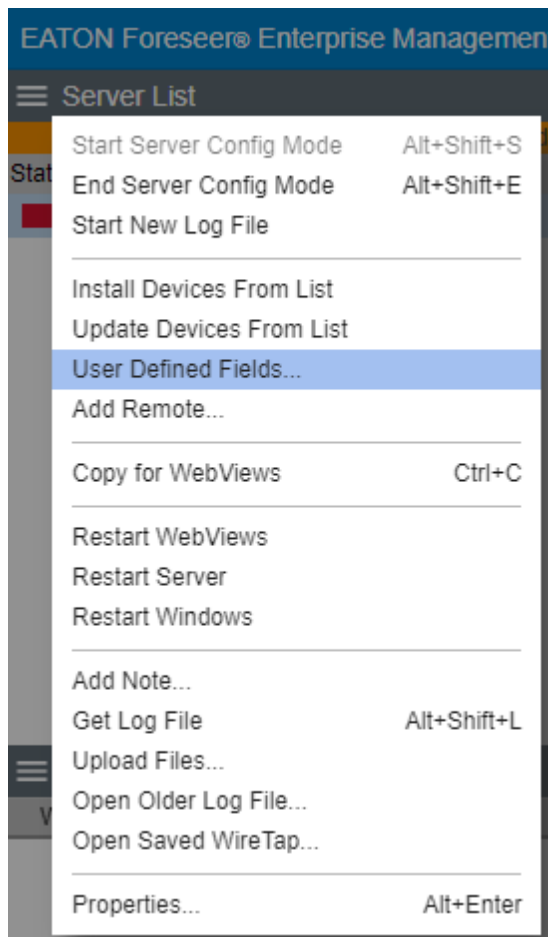 EATON Foreseer® Enterprise Managemen
Server List
Start Server Config Mode Alt+Shift+S
Stat
End Server Config Mode Alt+Shift+E
Start New Log File
Install Devices From List
Update Devices From List
User Defined Fields...
Add Remote...
Copy for WebViews Ctrl+C
Restart WebViews
Restart Server
Restart Windows
Add Note...
Get Log File Alt+Shift+L
Upload Files...
Open Older Log File...
Open Saved WireTap...
Properties... Alt+Enter